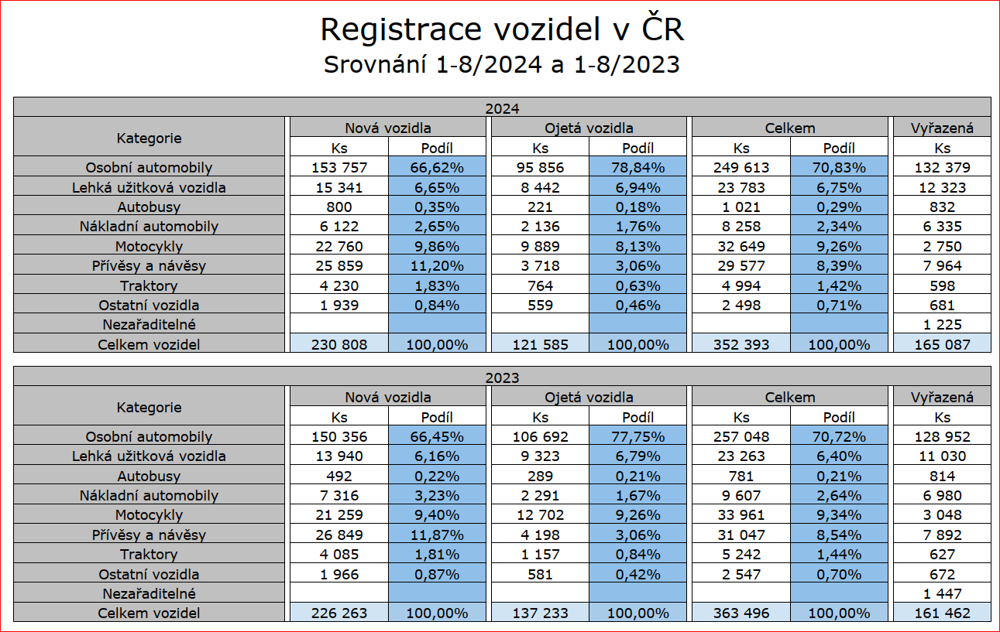 Registrace vozidel v ČR
Srovnání 1-8/2024 a 1-8/2023
2024
Kategorie Nová vozidla Ojetá vozidla Celkem Vyřazená
Ks Podíl Ks Podíl Ks Podíl Ks
Osobní automobily 153 757 66,62% 95 856 78,84% 249 613 70,83% 132 379
Lehká užitková vozidla 15 341 6,65% 8 442 6,94% 23 783 6,75% 12 323
Autobusy 800 0,35% 221 0,18% 1 021 0,29% 832
Nákladní automobily 6 122 2,65% 2 136 1,76% 8 258 2,34% 6 335
Motocykly 22 760 9,86% 9 889 8,13% 32 649 9,26% 2 750
Přívěsy a návěsy 25 859 11,20% 3 718 3,06% 29 577 8,39% 7 964
Traktory 4 230 1,83% 764 0,63% 4 994 1,42% 598
Ostatní vozidla 1 939 0,84% 559 0,46% 2 498 0,71% 681
Nezařaditelné 1 225
Celkem vozidel 230 808 100,00% 121 585 100,00% 352 393 100,00% 165 087
2023
Kategorie Nová vozidla Ojetá vozidla Celkem Vyřazená
Ks Podíl Ks Podíl Ks Podíl Ks
Osobní automobily 150 356 66,45% 106 692 77,75% 257 048 70,72% 128 952
Lehká užitková vozidla 13 940 6,16% 9 323 6,79% 23 263 6,40% 11 030
Autobusy 492 0,22% 289 0,21% 781 0,21% 814
Nákladní automobily 7 316 3,23% 2 291 1,67% 9 607 2,64% 6 980
Motocykly 21 259 9,40% 12 702 9,26% 33 961 9,34% 3 048
Přívěsy a návěsy 26 849 11,87% 4 198 3,06% 31 047 8,54% 7 892
Traktory 4 085 1,81% 1 157 0,84% 5 242 1,44% 627
Ostatní vozidla 1 966 0,87% 581 0,42% 2 547 0,70% 672
Nezařaditelné 1 447
Celkem vozidel 226 263 100,00% 137 233 100,00% 363 496 100,00% 161 462